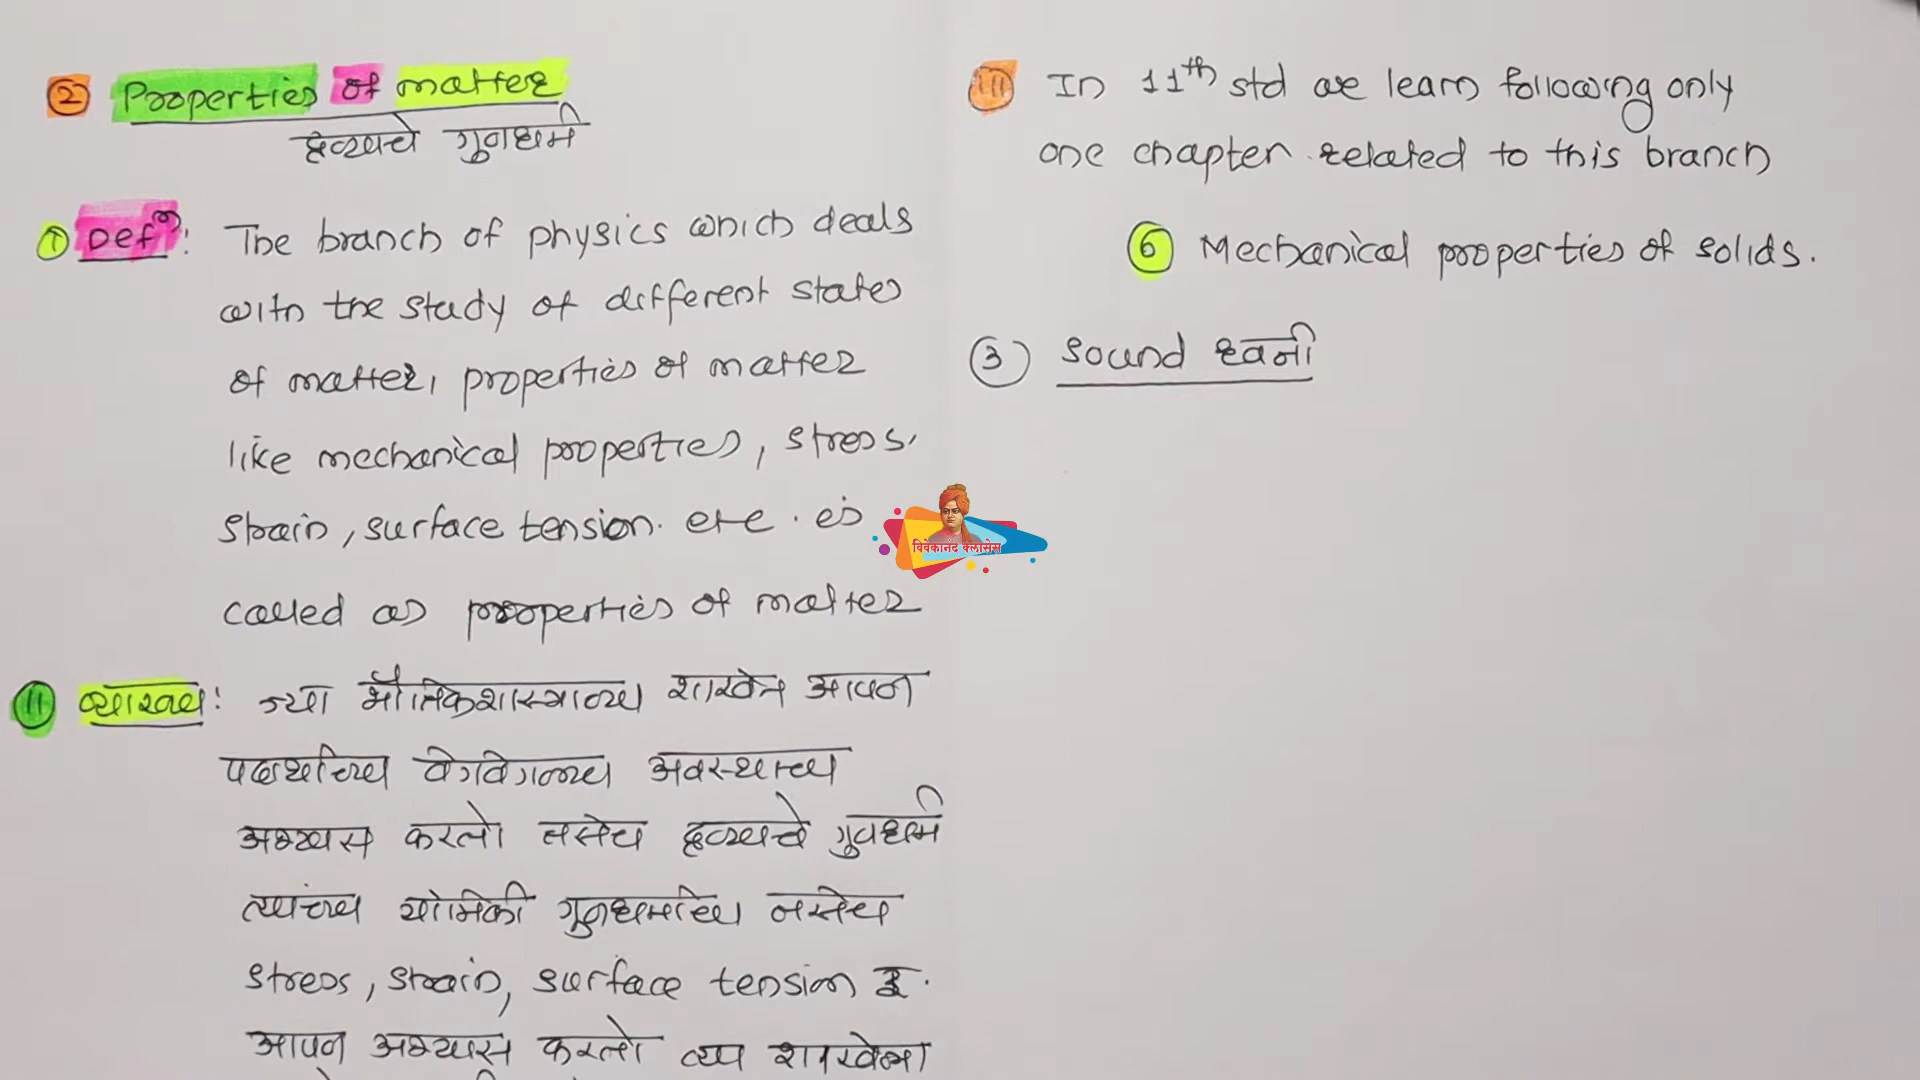 ② Properties of matter
द्रव्याचे गुणधर्म
① Defⁿ: The branch of physics which deals
with the study of different states
of matter, properties of matter
like mechanical properties, stress,
strain, surface tension. etc. is
called as properties of matter
⑪ व्याख्या: ज्या भौतिकशास्त्राच्या शाखेत आपण
पदार्थाच्या वेगवेगळ्या अवस्थांचा
अभ्यास करतो तसेच द्रव्याचे गुणधर्म
त्यांच्या यांत्रिकी गुणधर्माचा तसेच
stress, strain, surface tension इ.
आपण अभ्यास करतो त्या शाखेला
ⅲ In 11th std we learn following only
one chapter related to this branch
⑥ Mechanical properties of solids.
③ Sound ध्वनी
विवेकानंद क्लासेस